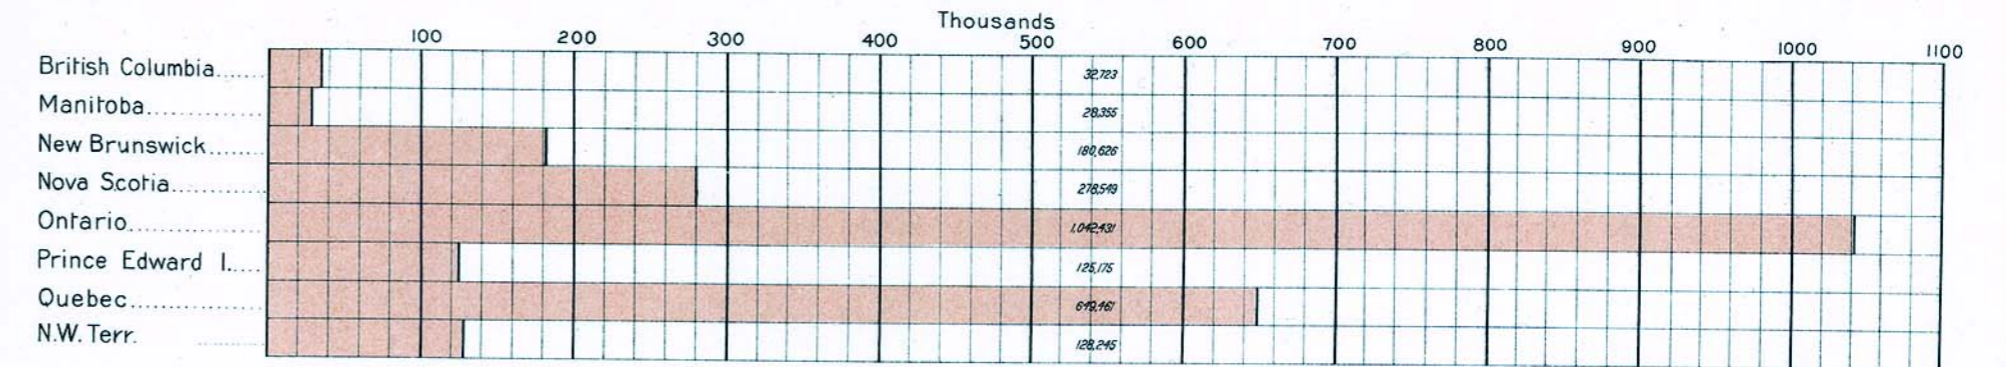 Thousands
100 200 300 400 500 600 700 800 900 1000 1100
British Columbia....... 32,723
Manitoba.............. 28,355
New Brunswick....... 180,626
Nova Scotia........... 278,549
Ontario................ 1,042,431
Prince Edward I..... 125,175
Quebec............... 649,461
N.W. Terr. ......... 128,245